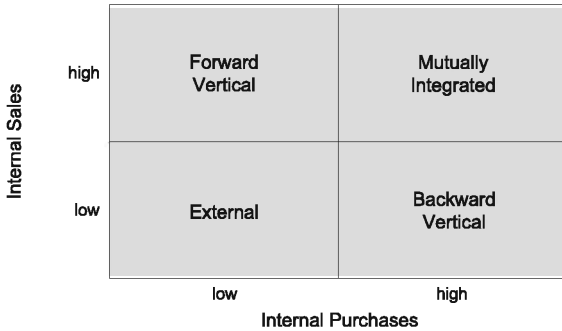 Internal Sales
high
Forward
Vertical
Mutually
Integrated
low
External
Backward
Vertical
low
high
Internal Purchases